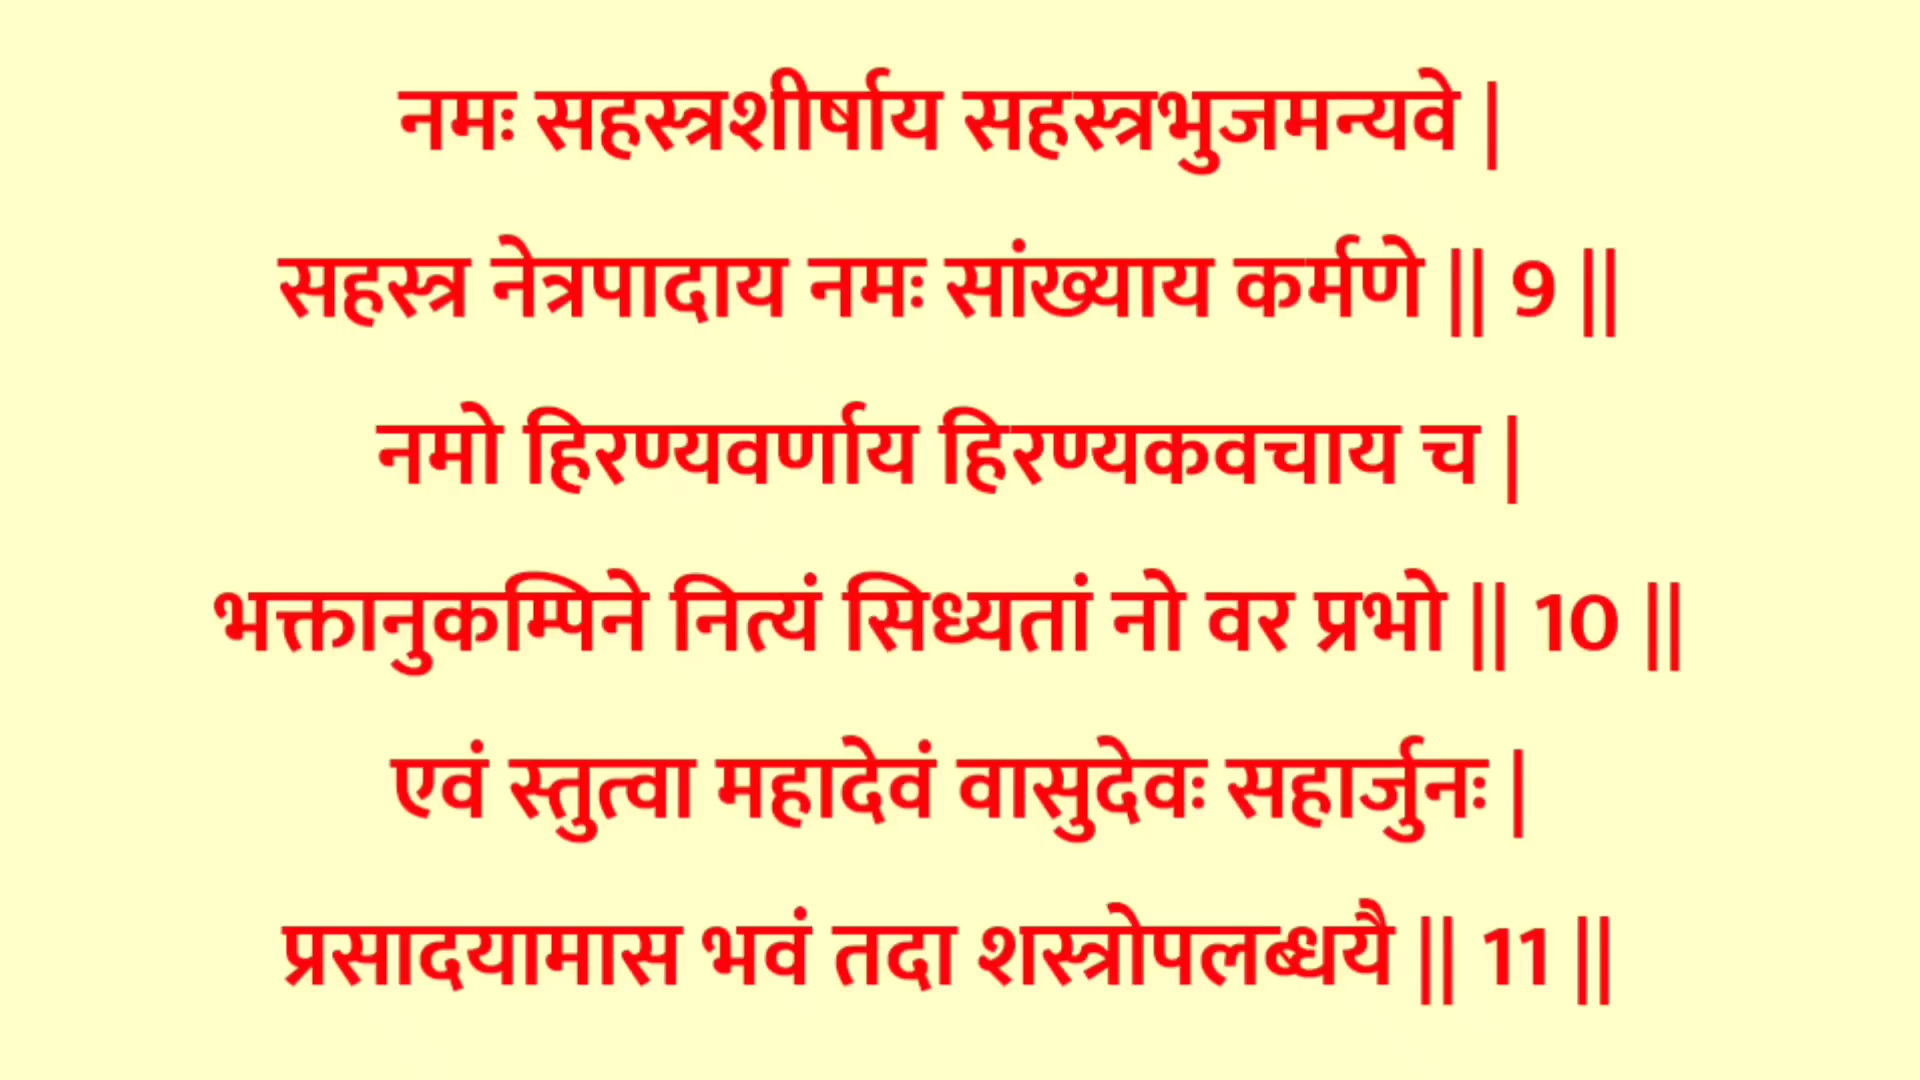 नमः सहस्त्रशीर्षाय सहस्त्रभुजमन्यवे |
सहस्त्र नेत्रपादाय नमः सांख्याय कर्मणे || 9 ||
नमो हिरण्यवर्णाय हिरण्यकवचाय च |
भक्तानुकम्पिने नित्यं सिध्यतां नो वर प्रभो || 10 ||
एवं स्तुत्वा महादेवं वासुदेवः सहार्जुनः |
प्रसादयामास भवं तदा शस्त्रोपलब्धयै || 11 ||